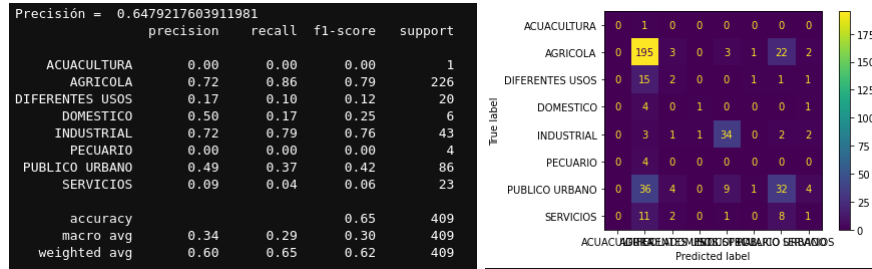 Precisión =  0.6479217603911981
precision recall f1-score support
ACUACULTURA 0.00 0.00 0.00 1
AGRICOLA 0.72 0.86 0.79 226
DIFERENTES USOS 0.17 0.10 0.12 20
DOMESTICO 0.50 0.17 0.25 6
INDUSTRIAL 0.72 0.79 0.76 43
PECUARIO 0.00 0.00 0.00 4
PUBLICO URBANO 0.49 0.37 0.42 86
SERVICIOS 0.09 0.04 0.06 23
accuracy 0.65 409
macro avg 0.34 0.29 0.30 409
weighted avg 0.60 0.65 0.62 409
True label
ACUACULTURA 0 1 0 0 0 0 0 0
AGRICOLA 0 195 3 0 3 1 22 2
DIFERENTES USOS 0 15 2 0 0 1 1 1
DOMESTICO 0 4 0 1 0 0 0 1
INDUSTRIAL 0 3 1 1 34 0 2 2
PECUARIO 0 4 0 0 0 0 0 0
PUBLICO URBANO 0 36 4 0 9 1 32 4
SERVICIOS 0 11 2 0 1 0 8 1
Predicted label
175
150
125
100
75
50
25
0